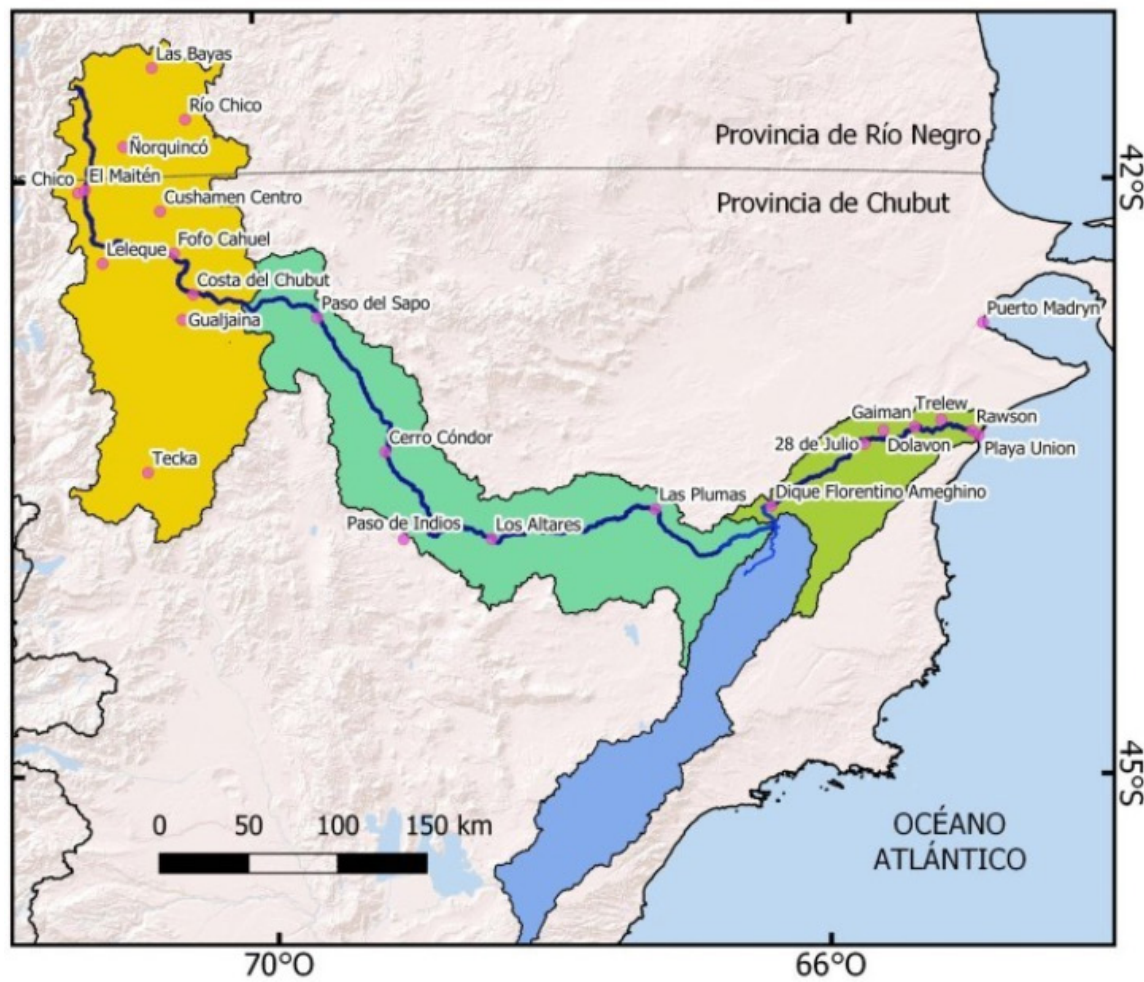 Las Bayas
Río Chico
Provincia de Río Negro
Ñorquincó
42°S
Chico
El Maitén
Cushamen Centro
Provincia de Chubut
Fofo Cahuel
Leleque
Costa del Chubut
Paso del Sapo
Puerto Madryn
Gualjaina
Trelew
Gaiman
Rawson
28 de Julio
Dolavon
Playa Union
Cerro Cóndor
Tecka
Dique Florentino Ameghino
Las Plumas
Paso de Indios
Los Altares
45°S
0 50 100 150 km
OCÉANO
ATLÁNTICO
70°O 66°O